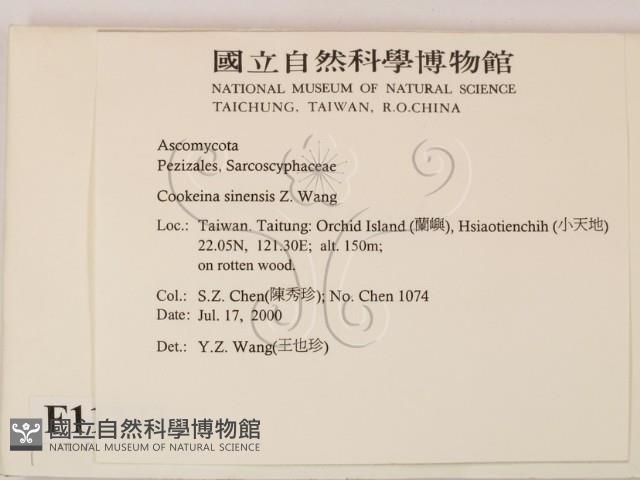 國立自然科學博物館
NATIONAL MUSEUM OF NATURAL SCIENCE
TAICHUNG, TAIWAN, R.O.CHINA
Ascomycota
Pezizales, Sarcoscyphaceae
Cookeina sinensis Z. Wang
Loc.: Taiwan. Taitung: Orchid Island (蘭嶼), Hsiaotienchih (小天地)
22.05N, 121.30E; alt. 150m;
on rotten wood.
Col.: S.Z. Chen(陳秀珍); No. Chen 1074
Date: Jul. 17, 2000
Det.: Y.Z. Wang(王也珍)
國立自然科學博物館
NATIONAL MUSEUM OF NATURAL SCIENCE